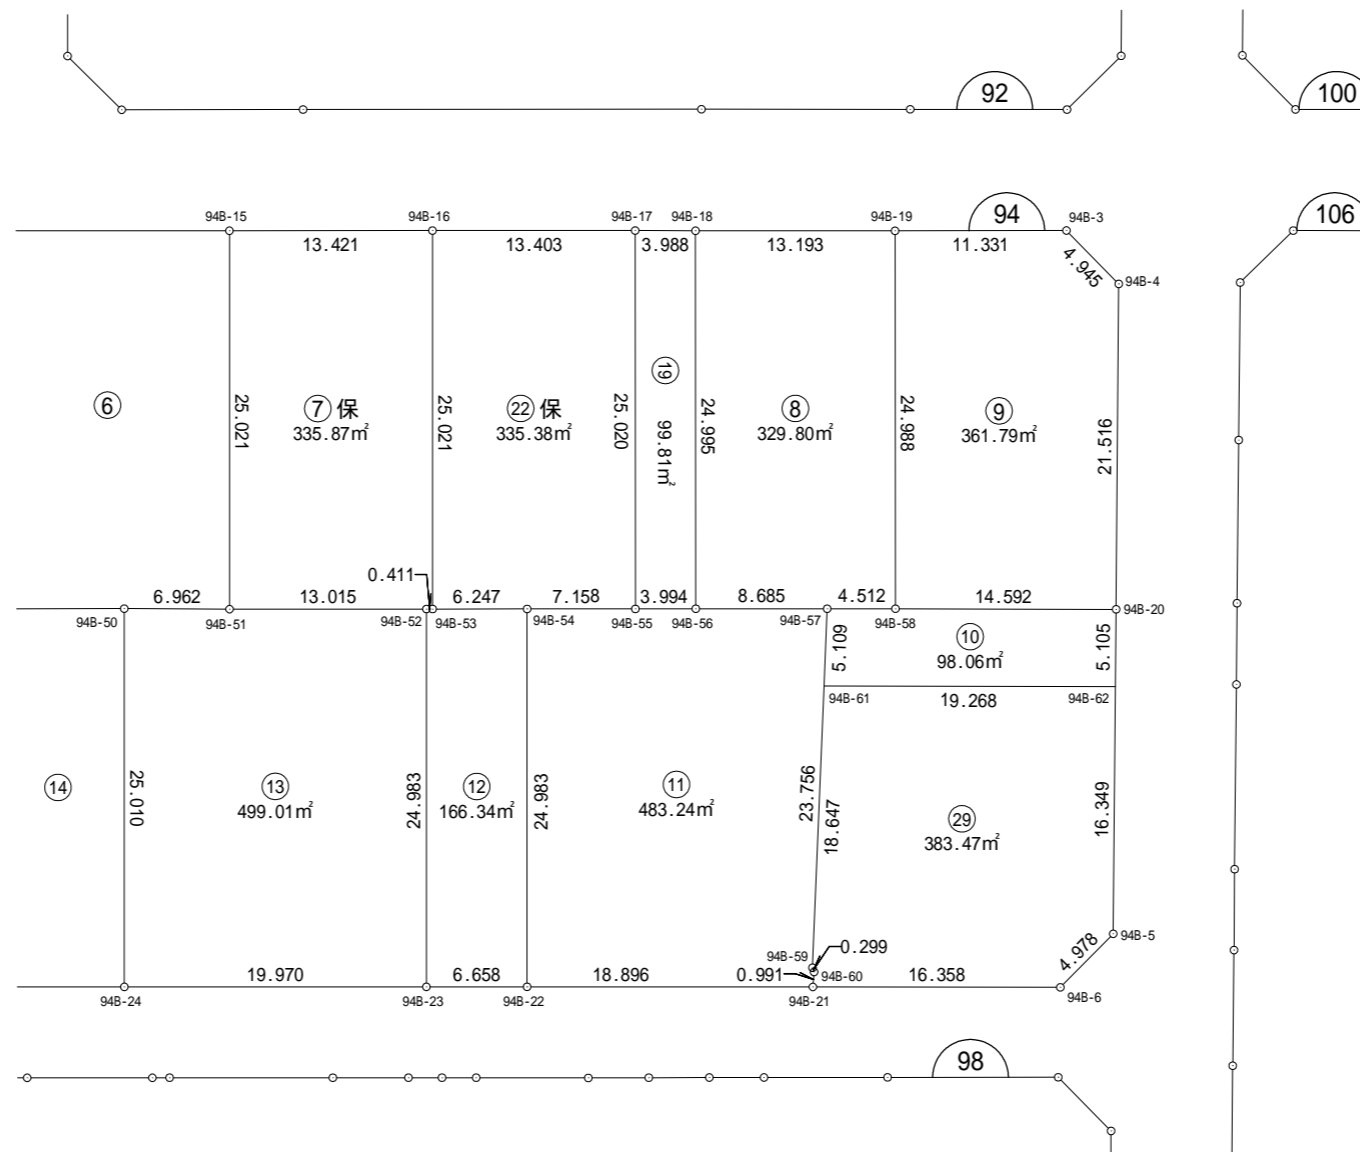 92
100
94B-15
94B-16
94B-17
94B-18
94B-19
94
94B-3
106
13.421
13.403
3.988
13.193
11.331
4.945
94B-4
⑥
25.021
⑦保
335.87㎡
25.021
㉒保
335.38㎡
25.020
⑲
99.81㎡
24.995
⑧
329.80㎡
24.988
⑨
361.79㎡
21.516
0.411
6.962
13.015
6.247
7.158
3.994
8.685
4.512
14.592
94B-50
94B-51
94B-52
94B-53
94B-54
94B-55
94B-56
94B-57
94B-58
94B-20
5.109
⑩
98.06㎡
5.105
94B-61
19.268
94B-62
⑭
25.010
⑬
499.01㎡
24.983
⑫
166.34㎡
24.983
⑪
483.24㎡
23.756
18.647
㉙
383.47㎡
16.349
94B-59
0.299
94B-60
94B-5
4.978
19.970
6.658
18.896
0.991
16.358
94B-24
94B-23
94B-22
94B-21
94B-6
98